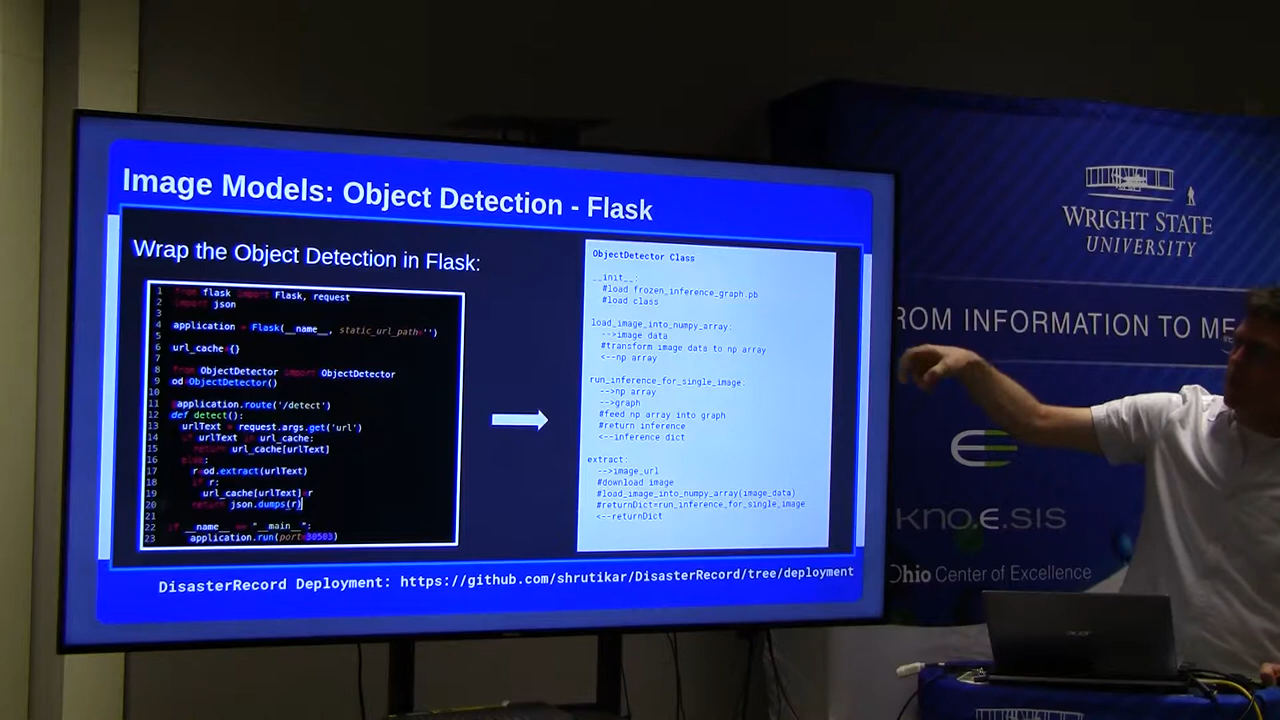 Image Models: Object Detection - Flask
Wrap the Object Detection in Flask:
1 from flask import Flask, request
2 import json
3
4 application = Flask(__name__, static_url_path='')
5
6 url_cache={}
7
8 from ObjectDetector import ObjectDetector
9 od=ObjectDetector()
10
11 @application.route('/detect')
12 def detect():
13 urlText = request.args.get('url')
14 if urlText in url_cache:
15 return url_cache[urlText]
16 else:
17 r=od.extract(urlText)
18 if r:
19 url_cache[urlText]=r
20 return json.dumps(r)
21
22 if __name__ == "__main__":
23 application.run(port=30503)
ObjectDetector Class
__init__:
#load frozen_inference_graph.pb
#load class
load_image_into_numpy_array:
-->image data
#transform image data to np array
<--np array
run_inference_for_single_image:
-->np array
-->graph
#feed np array into graph
#return inference
<--inference dict
extract:
-->image_url
#download image
#load_image_into_numpy_array(image_data)
#returnDict=run_inference_for_single_image
<--returnDict
DisasterRecord Deployment: https://github.com/shrutikar/DisasterRecord/tree/deployment
WRIGHT STATE
UNIVERSITY
ROM INFORMATION TO ME
kno.e.sis
Ohio Center of Excellence
acer